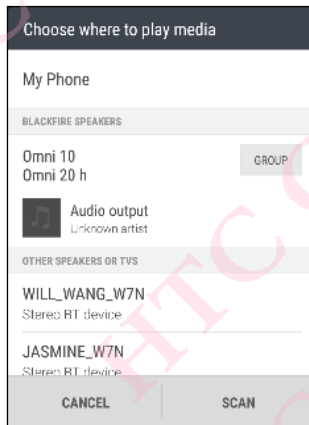 Choose where to play media
My Phone
BLACKFIRE SPEAKERS
Omni 10
Omni 20 h
GROUP
Audio output
Unknown artist
OTHER SPEAKERS OR TVS
WILL_WANG_W7N
Stereo BT device
JASMINE_W7N
Stereo BT device
CANCEL
SCAN
HTC